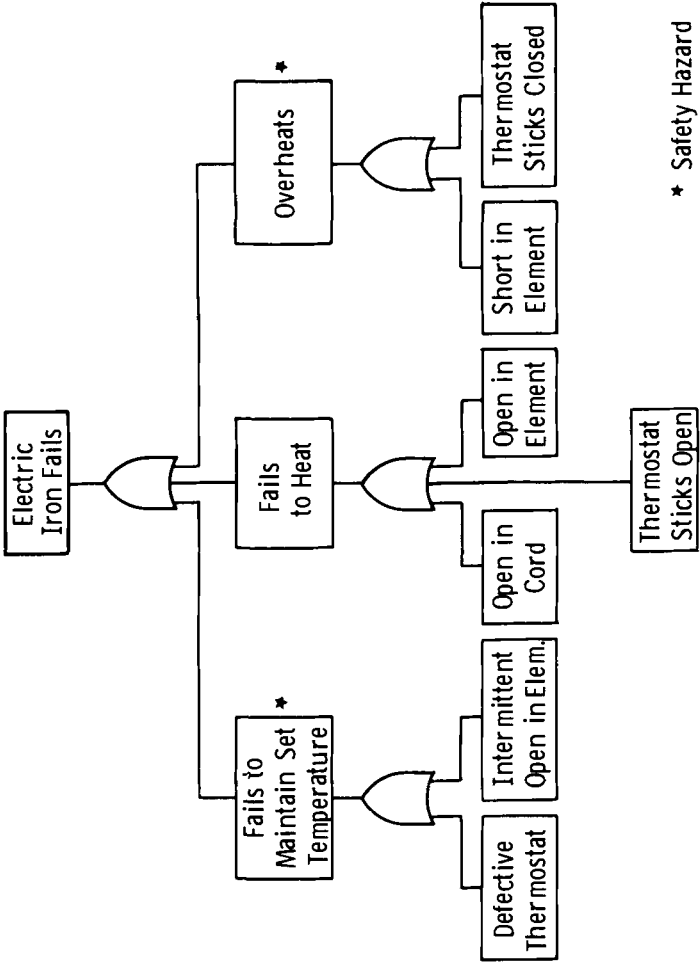 Electric
Iron Fails
Fails to
Maintain Set
Temperature
*
Fails
to Heat
Overheats
*
Defective
Thermostat
Intermittent
Open in Elem.
Open in
Cord
Open in
Element
Short in
Element
Thermostat
Sticks Closed
Thermostat
Sticks Open
* Safety Hazard